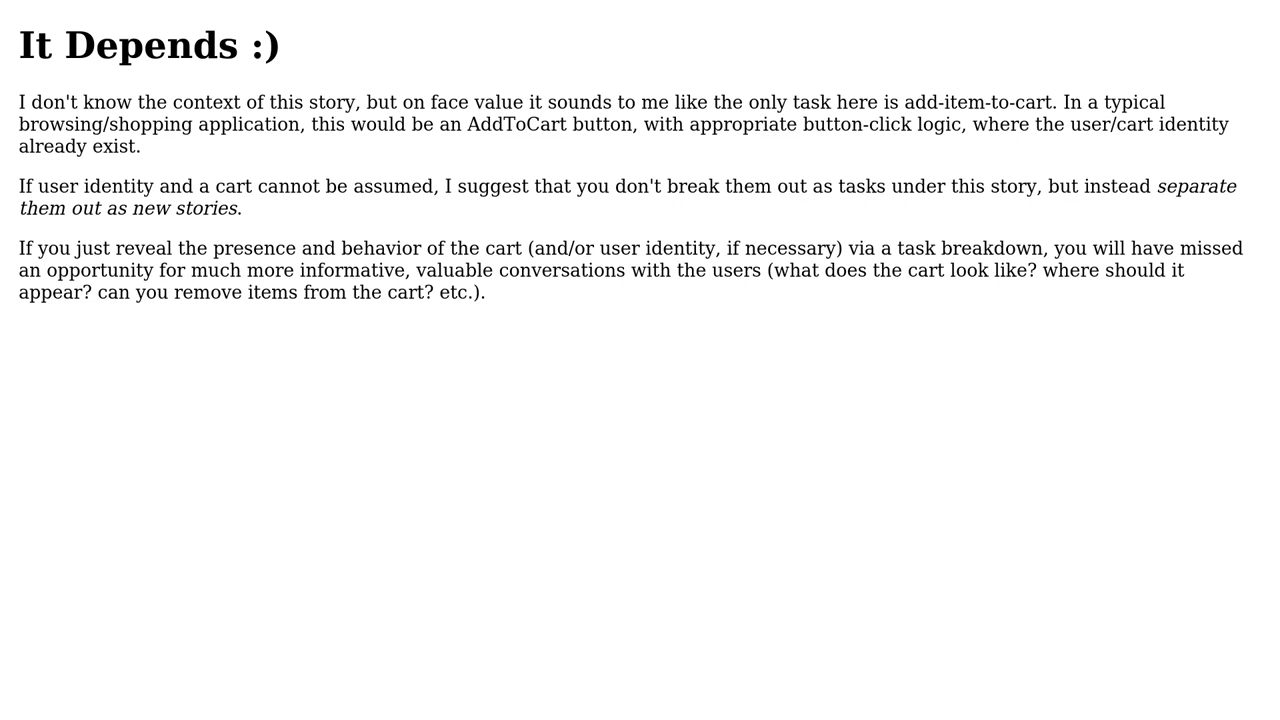 It Depends :)
I don't know the context of this story, but on face value it sounds to me like the only task here is add-item-to-cart. In a typical
browsing/shopping application, this would be an AddToCart button, with appropriate button-click logic, where the user/cart identity
already exist.
If user identity and a cart cannot be assumed, I suggest that you don't break them out as tasks under this story, but instead separate
them out as new stories.
If you just reveal the presence and behavior of the cart (and/or user identity, if necessary) via a task breakdown, you will have missed
an opportunity for much more informative, valuable conversations with the users (what does the cart look like? where should it
appear? can you remove items from the cart? etc.).